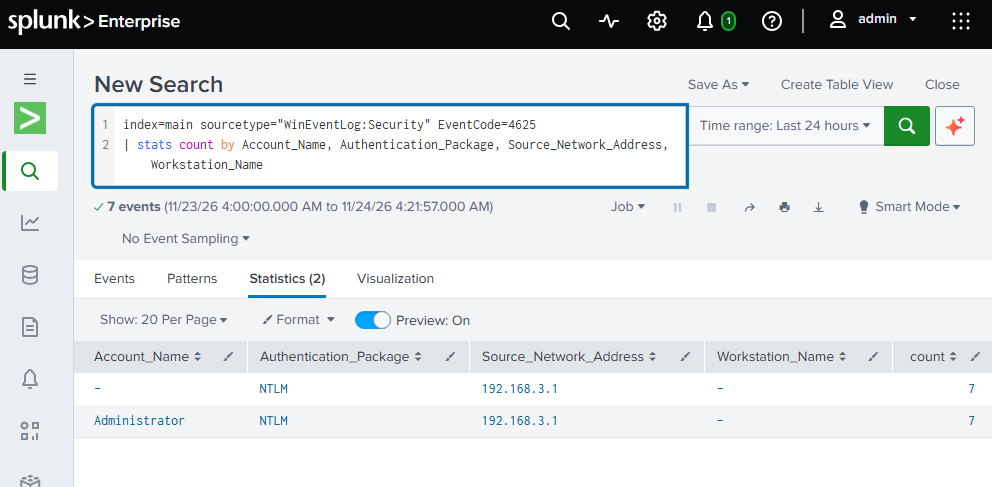 splunk> Enterprise
1
admin
New Search
Save As
Create Table View
Close
1 index=main sourcetype="WinEventLog:Security" EventCode=4625
2 | stats count by Account_Name, Authentication_Package, Source_Network_Address,
Workstation_Name
Time range: Last 24 hours
7 events (11/23/26 4:00:00.000 AM to 11/24/26 4:21:57.000 AM)
Job
Smart Mode
No Event Sampling
Events Patterns Statistics (2) Visualization
Show: 20 Per Page Format Preview: On
Account_Name Authentication_Package Source_Network_Address Workstation_Name count
- NTLM 192.168.3.1 - 7
Administrator NTLM 192.168.3.1 - 7